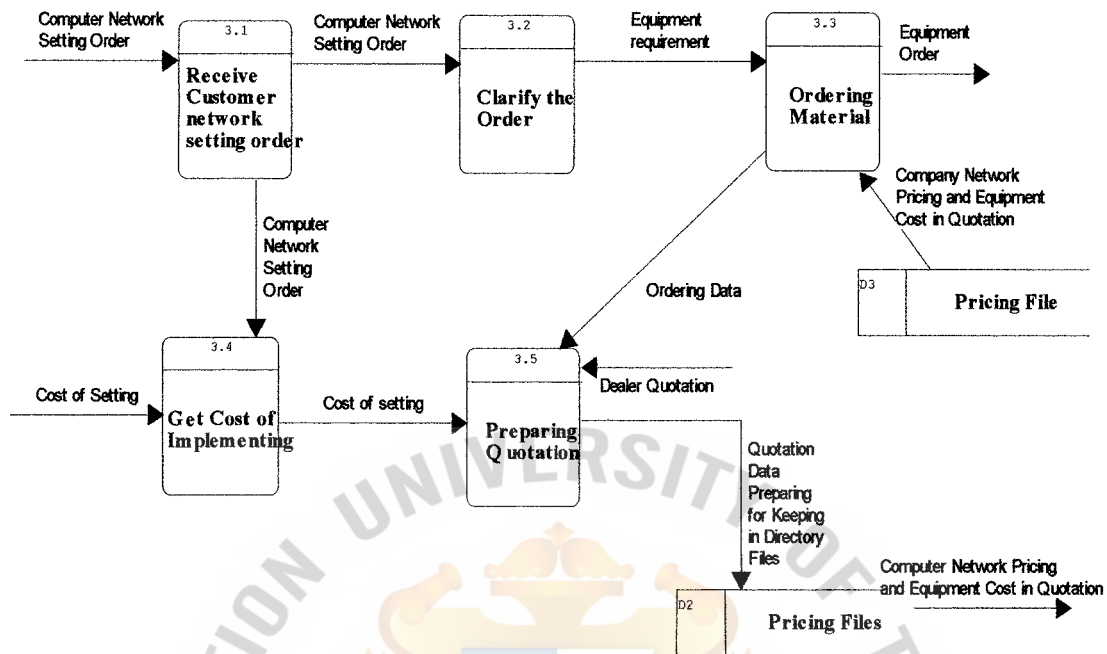 Computer Network
Setting Order
3.1
Receive
Customer
network
setting order
Computer Network
Setting Order
3.2
Clarify the
Order
Equipment
requirement
3.3
Ordering
Material
Equipment
Order
Company Network
Pricing and Equipment
Cost in Quotation
D3
Pricing File
Computer
Network
Setting
Order
Ordering Data
3.4
Get Cost of
Implementing
Cost of Setting
Cost of setting
3.5
Preparing
Quotation
Dealer Quotation
Quotation
Data
Preparing
for Keeping
in Directory
Files
D2
Pricing Files
Computer Network Pricing
and Equipment Cost in Quotation
UNIVERSITY OF